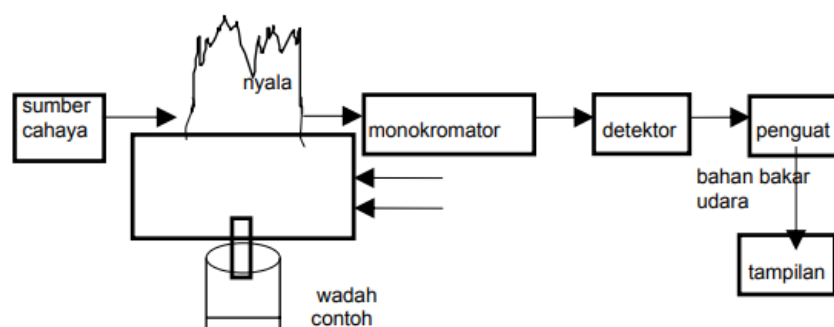 nyala
sumber
cahaya
monokromator
detektor
penguat
bahan bakar
udara
tampilan
wadah
contoh